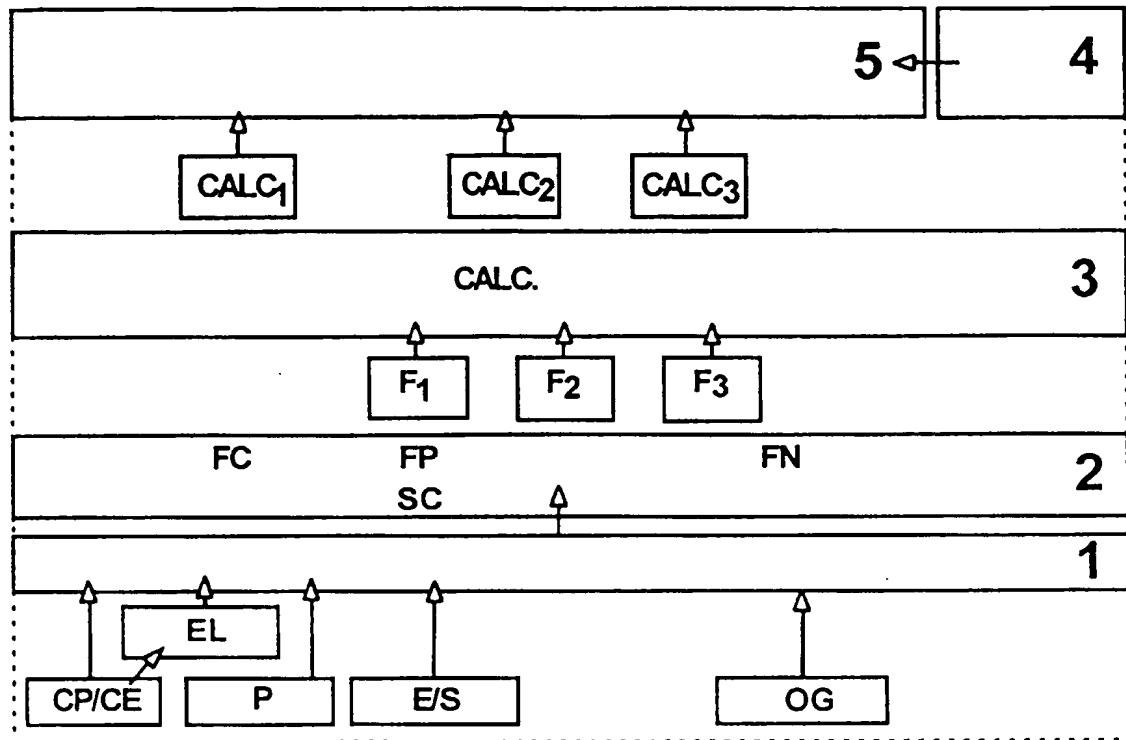 5 4
CALC1 CALC2 CALC3
CALC. 3
F1 F2 F3
FC FP FN 2
SC
1
EL
CP/CE P E/S OG